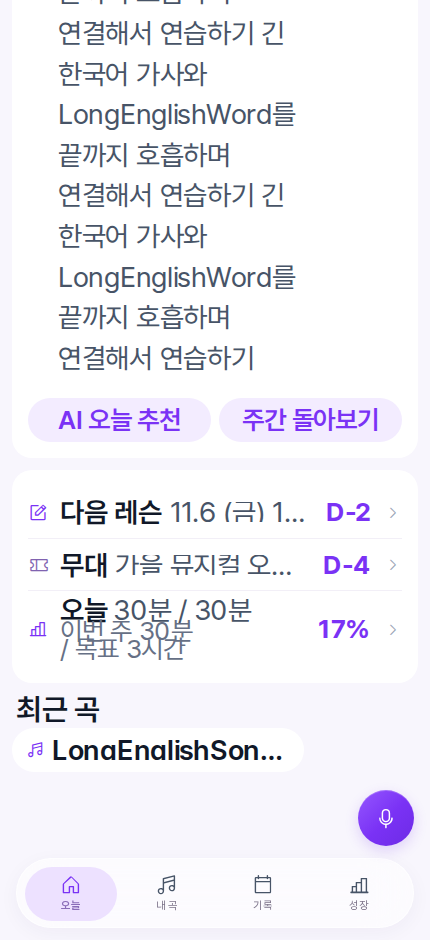 연결해서 연습하기 긴
한국어 가사와
LongEnglishWord를
끝까지 호흡하며
연결해서 연습하기 긴
한국어 가사와
LongEnglishWord를
끝까지 호흡하며
연결해서 연습하기
AI 오늘 추천 주간 돌아보기
다음 레슨 11.6 (금) 1... D-2
무대 가을 뮤지컬 오... D-4
오늘 30분 / 30분
이번 주 30분
/ 목표 3시간
17%
최근 곡
LongEnglishSon...
오늘 내 곡 기록 성장